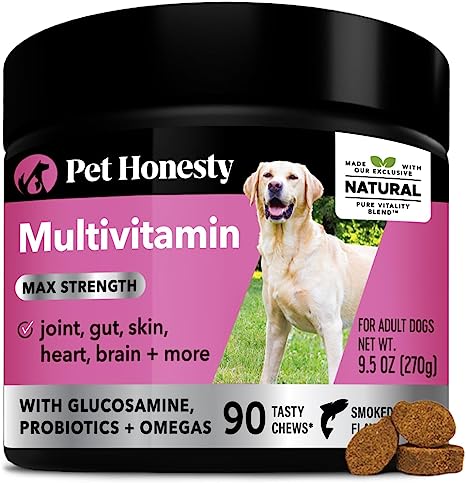 Pet Honesty
MADE WITH
OUR EXCLUSIVE
NATURAL
PURE VITALITY
BLEND™
Multivitamin
MAX STRENGTH
joint, gut, skin,
heart, brain + more
FOR ADULT DOGS
NET WT.
9.5 OZ (270g)
WITH GLUCOSAMINE,
PROBIOTICS + OMEGAS
90 TASTY
CHEWS*
SMOKED